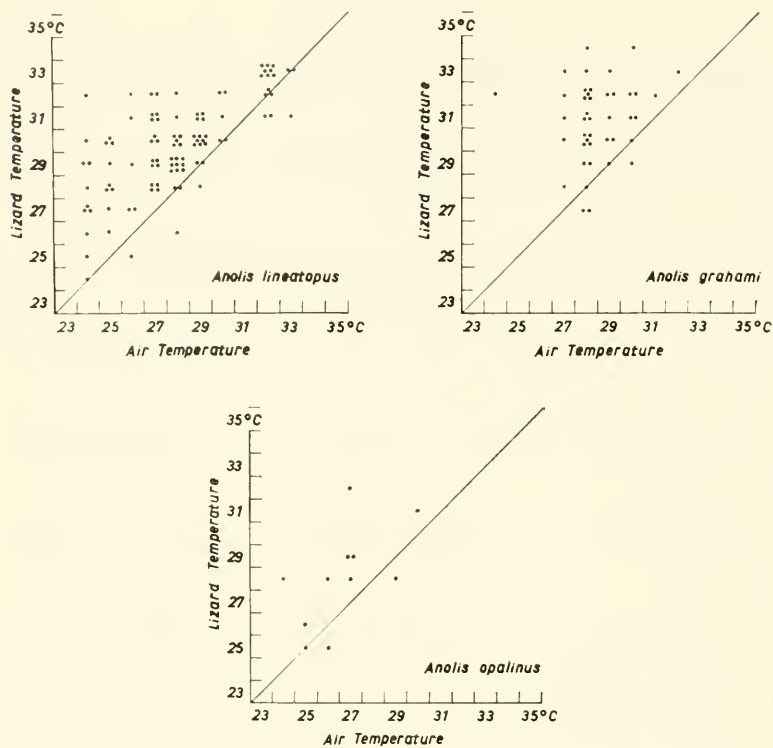 35°C
33
31
29
27
25
23
Lizard Temperature
Anolis lineatopus
23 25 27 29 31 33 35°C
Air Temperature
35°C
33
31
29
27
25
23
Lizard Temperature
Anolis grahami
23 25 27 29 31 33 35°C
Air Temperature
35°C
33
31
29
27
25
23
Lizard Temperature
Anolis opalinus
23 25 27 29 31 33 35°C
Air Temperature